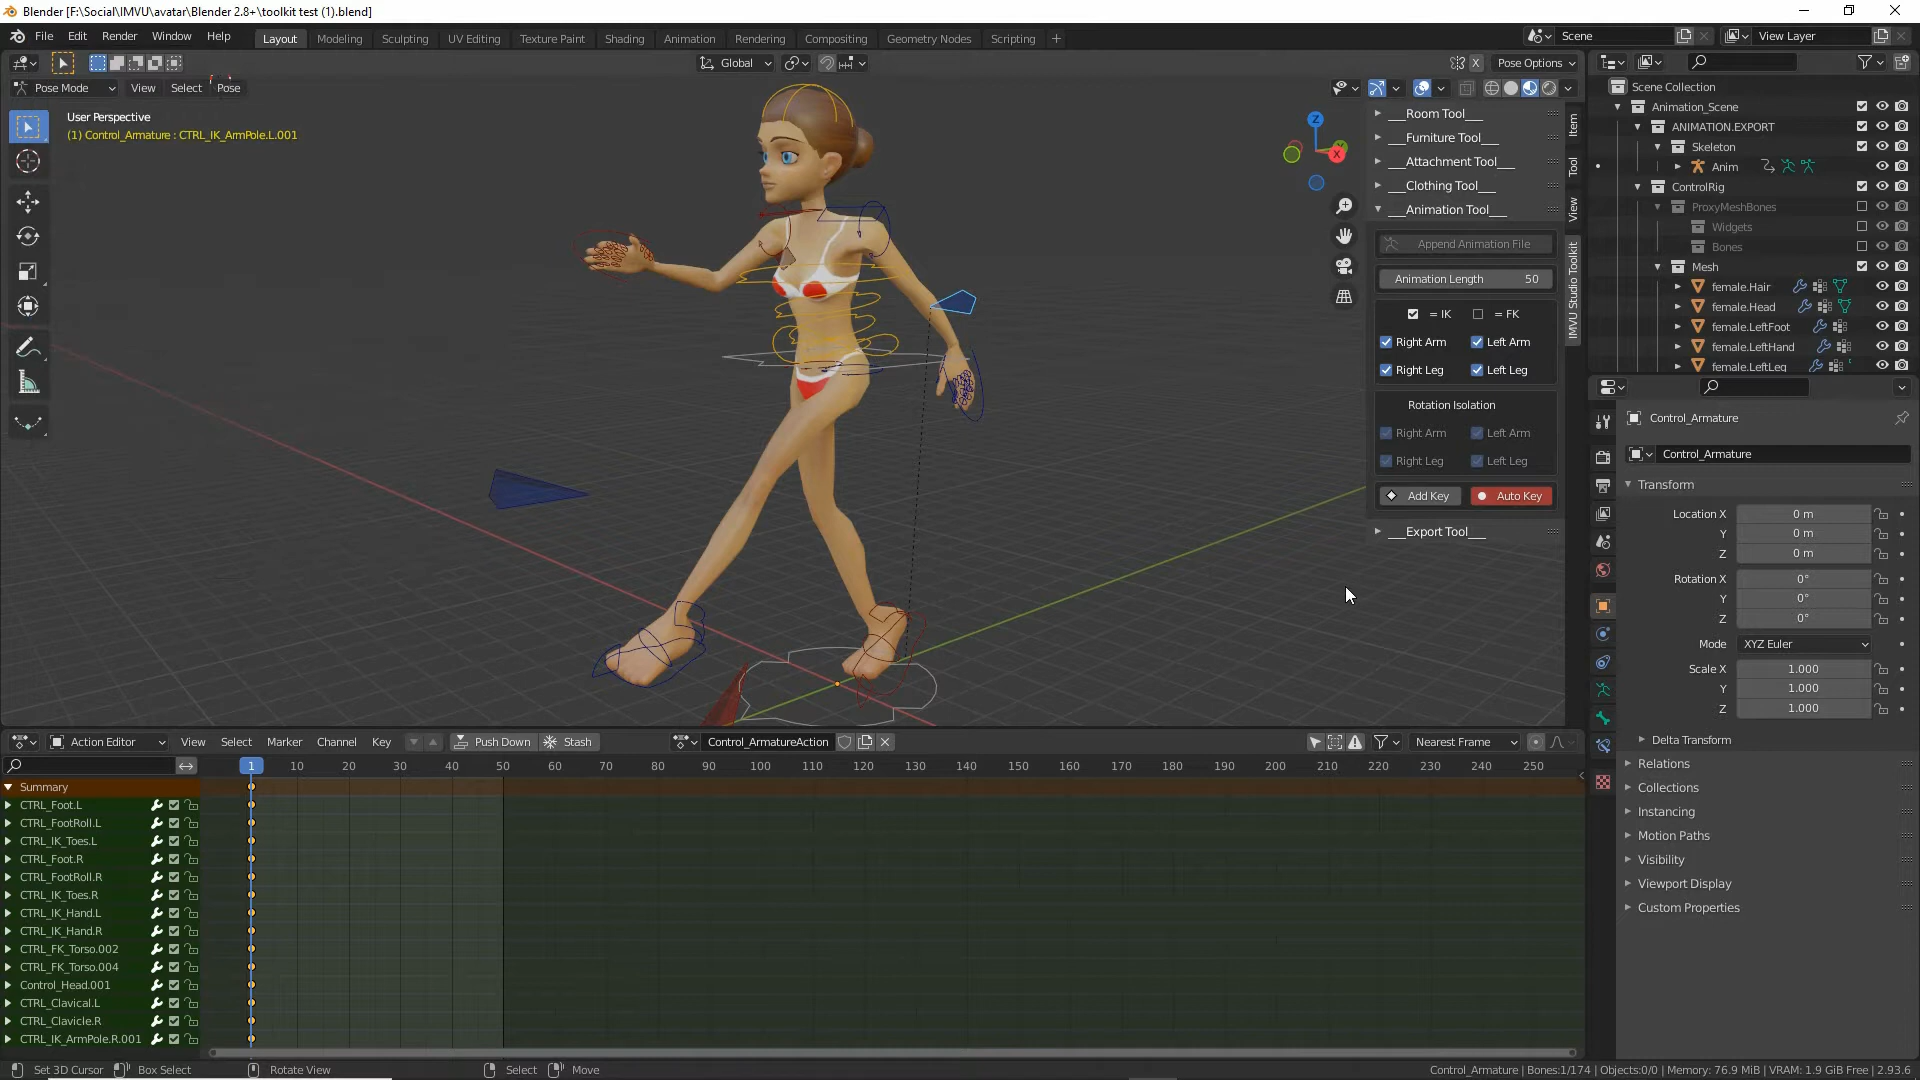 Blender [F:\Social\IMVU\avatar\Blender 2.8+\toolkit test (1).blend]
File Edit Render Window Help Layout Modeling Sculpting UV Editing Texture Paint Shading Animation Rendering Compositing Geometry Nodes Scripting + Scene View Layer
Global X Pose Options
Pose Mode View Select Pose
User Perspective
(1) Control_Armature : CTRL_IK_ArmPole.L.001
Z
X
___Room Tool___
___Furniture Tool___
___Attachment Tool___
___Clothing Tool___
___Animation Tool___
Append Animation File
Animation Length 50
= IK = FK
Right Arm Left Arm
Right Leg Left Leg
Rotation Isolation
Right Arm Left Arm
Right Leg Left Leg
Add Key Auto Key
___Export Tool___
Item
Tool
View
IMVU Studio Toolkit
Scene Collection
Animation_Scene
ANIMATION.EXPORT
Skeleton
Anim
ControlRig
ProxyMeshBones
Widgets
Bones
Mesh
female.Hair
female.Head
female.LeftFoot
female.LeftHand
female.LeftLeg
Control_Armature
Control_Armature
Transform
Location X 0 m
Y 0 m
Z 0 m
Rotation X 0°
Y 0°
Z 0°
Mode XYZ Euler
Scale X 1.000
Y 1.000
Z 1.000
Delta Transform
Relations
Collections
Instancing
Motion Paths
Visibility
Viewport Display
Custom Properties
Action Editor View Select Marker Channel Key Push Down Stash Control_ArmatureAction Nearest Frame
1 10 20 30 40 50 60 70 80 90 100 110 120 130 140 150 160 170 180 190 200 210 220 230 240 250
Summary
CTRL_Foot.L
CTRL_FootRoll.L
CTRL_IK_Toes.L
CTRL_Foot.R
CTRL_FootRoll.R
CTRL_IK_Toes.R
CTRL_IK_Hand.L
CTRL_IK_Hand.R
CTRL_FK_Torso.002
CTRL_FK_Torso.004
Control_Head.001
CTRL_Clavical.L
CTRL_Clavicle.R
CTRL_IK_ArmPole.R.001
Set 3D Cursor Box Select Rotate View Select Move Control_Armature | Bones:1/174 | Objects:0/0 | Memory: 76.9 MiB | VRAM: 1.9 GiB Free | 2.93.6